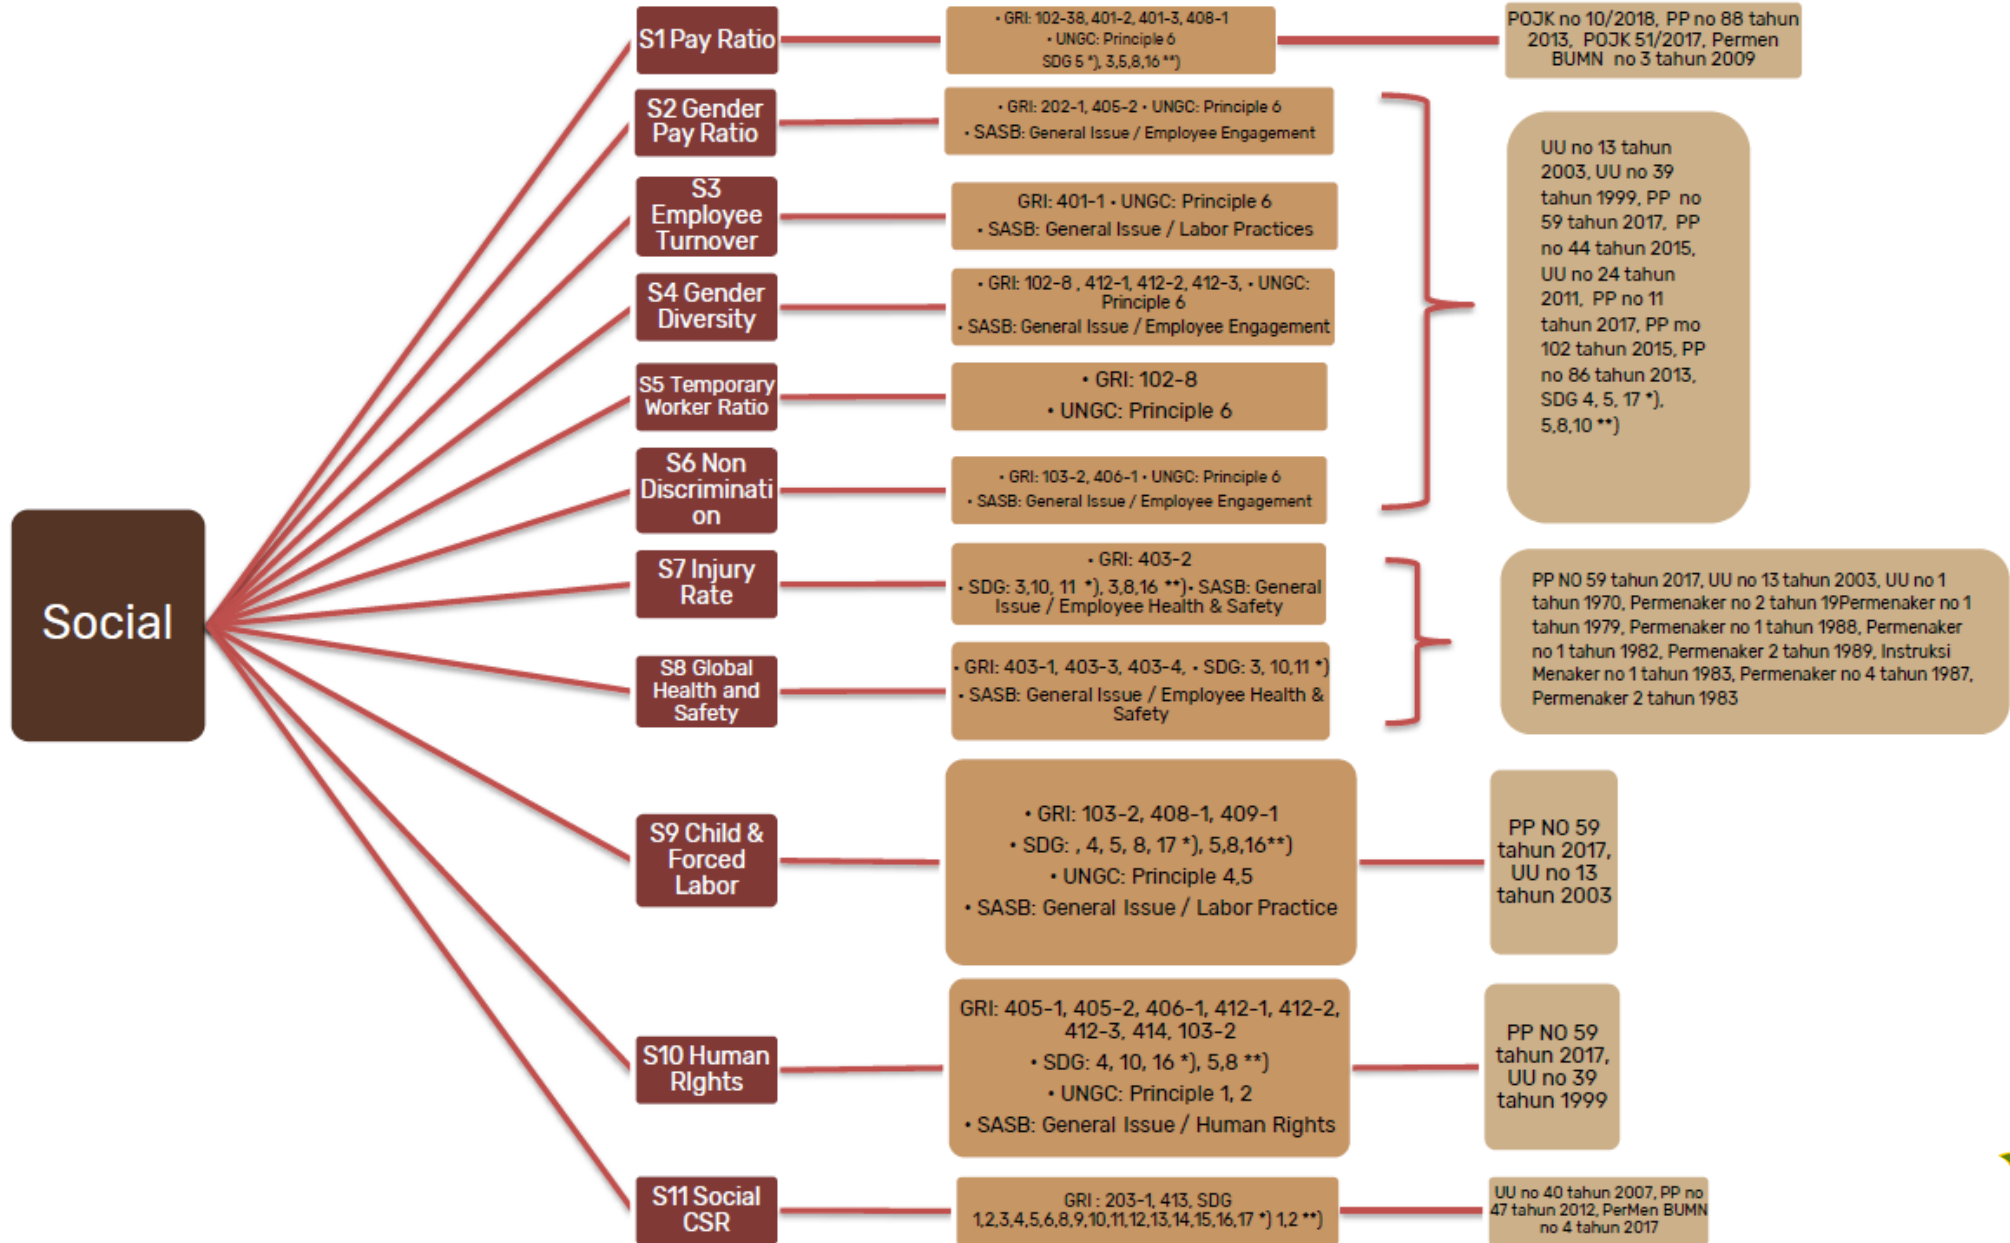 Social
S1 Pay Ratio
• GRI: 102-38, 401-2, 401-3, 408-1
• UNGC: Principle 6
SDG 5 *), 3,5,8,16 **)
POJK no 10/2018, PP no 88 tahun
2013, POJK 51/2017, Permen
BUMN no 3 tahun 2009
S2 Gender
Pay Ratio
• GRI: 202-1, 405-2 • UNGC: Principle 6
• SASB: General Issue / Employee Engagement
S3
Employee
Turnover
GRI: 401-1 • UNGC: Principle 6
• SASB: General Issue / Labor Practices
S4 Gender
Diversity
• GRI: 102-8 , 412-1, 412-2, 412-3, • UNGC:
Principle 6
• SASB: General Issue / Employee Engagement
S5 Temporary
Worker Ratio
• GRI: 102-8
• UNGC: Principle 6
S6 Non
Discriminati
on
• GRI: 103-2, 406-1 • UNGC: Principle 6
• SASB: General Issue / Employee Engagement
UU no 13 tahun
2003, UU no 39
tahun 1999, PP no
59 tahun 2017, PP
no 44 tahun 2015,
UU no 24 tahun
2011, PP no 11
tahun 2017, PP mo
102 tahun 2015, PP
no 86 tahun 2013,
SDG 4, 5, 17 *),
5,8,10 **)
S7 Injury
Rate
• GRI: 403-2
• SDG: 3,10, 11 *), 3,8,16 **)• SASB: General
Issue / Employee Health & Safety
S8 Global
Health and
Safety
• GRI: 403-1, 403-3, 403-4, • SDG: 3, 10,11 *)
• SASB: General Issue / Employee Health &
Safety
PP NO 59 tahun 2017, UU no 13 tahun 2003, UU no 1
tahun 1970, Permenaker no 2 tahun 19Permenaker no 1
tahun 1979, Permenaker no 1 tahun 1988, Permenaker
no 1 tahun 1982, Permenaker 2 tahun 1989, Instruksi
Menaker no 1 tahun 1983, Permenaker no 4 tahun 1987,
Permenaker 2 tahun 1983
S9 Child &
Forced
Labor
• GRI: 103-2, 408-1, 409-1
• SDG: , 4, 5, 8, 17 *), 5,8,16**)
• UNGC: Principle 4,5
• SASB: General Issue / Labor Practice
PP NO 59
tahun 2017,
UU no 13
tahun 2003
S10 Human
RIghts
GRI: 405-1, 405-2, 406-1, 412-1, 412-2,
412-3, 414, 103-2
• SDG: 4, 10, 16 *), 5,8 **)
• UNGC: Principle 1, 2
• SASB: General Issue / Human Rights
PP NO 59
tahun 2017,
UU no 39
tahun 1999
S11 Social
CSR
GRI : 203-1, 413, SDG
1,2,3,4,5,6,8,9,10,11,12,13,14,15,16,17 *) 1,2 **)
UU no 40 tahun 2007, PP no
47 tahun 2012, PerMen BUMN
no 4 tahun 2017